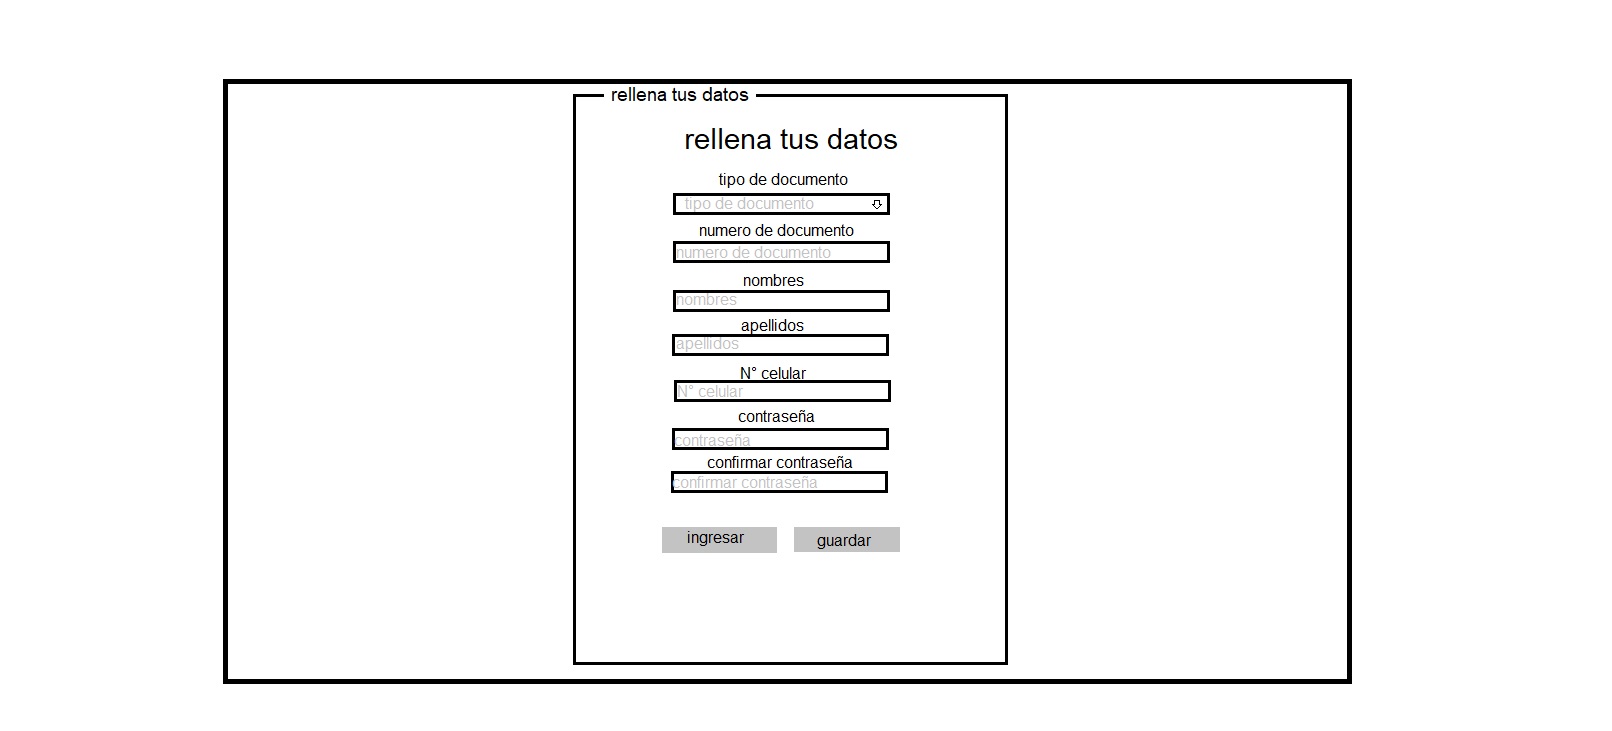 rellena tus datos
rellena tus datos
tipo de documento
tipo de documento
numero de documento
numero de documento
nombres
nombres
apellidos
apellidos
N° celular
N° celular
contraseña
contraseña
confirmar contraseña
confirmar contraseña
ingresar guardar